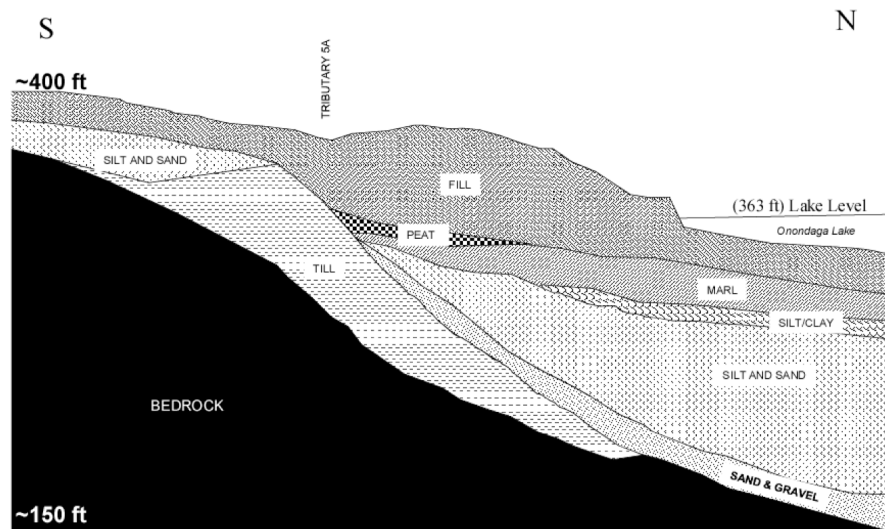 S
N
TRIBUTARY 5A
~400 ft
SILT AND SAND
FILL
(363 ft) Lake Level
Onondaga Lake
PEAT
TILL
MARL
SILT/CLAY
SILT AND SAND
BEDROCK
SAND & GRAVEL
~150 ft